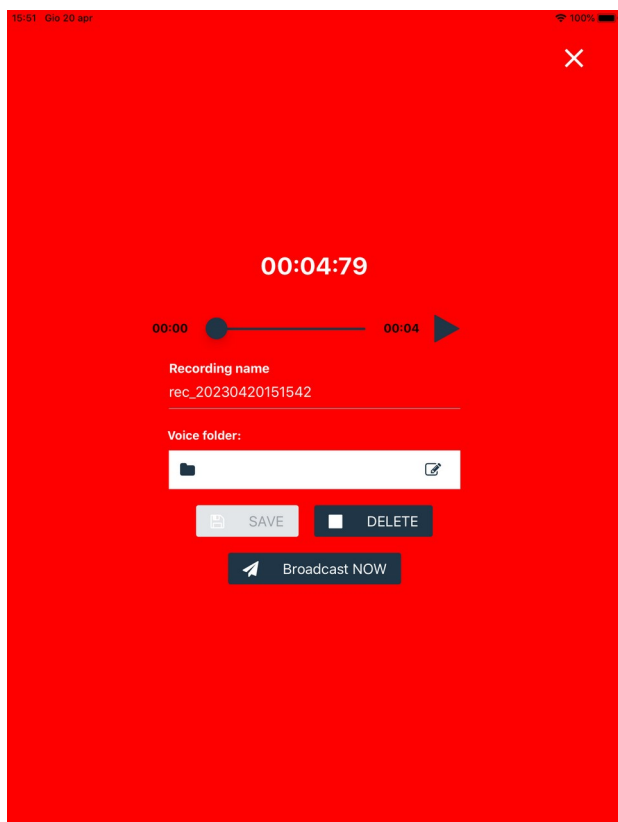 15:51 Gio 20 apr 100%
00:04:79
00:00 00:04
Recording name
rec_20230420151542
Voice folder:
SAVE DELETE
Broadcast NOW